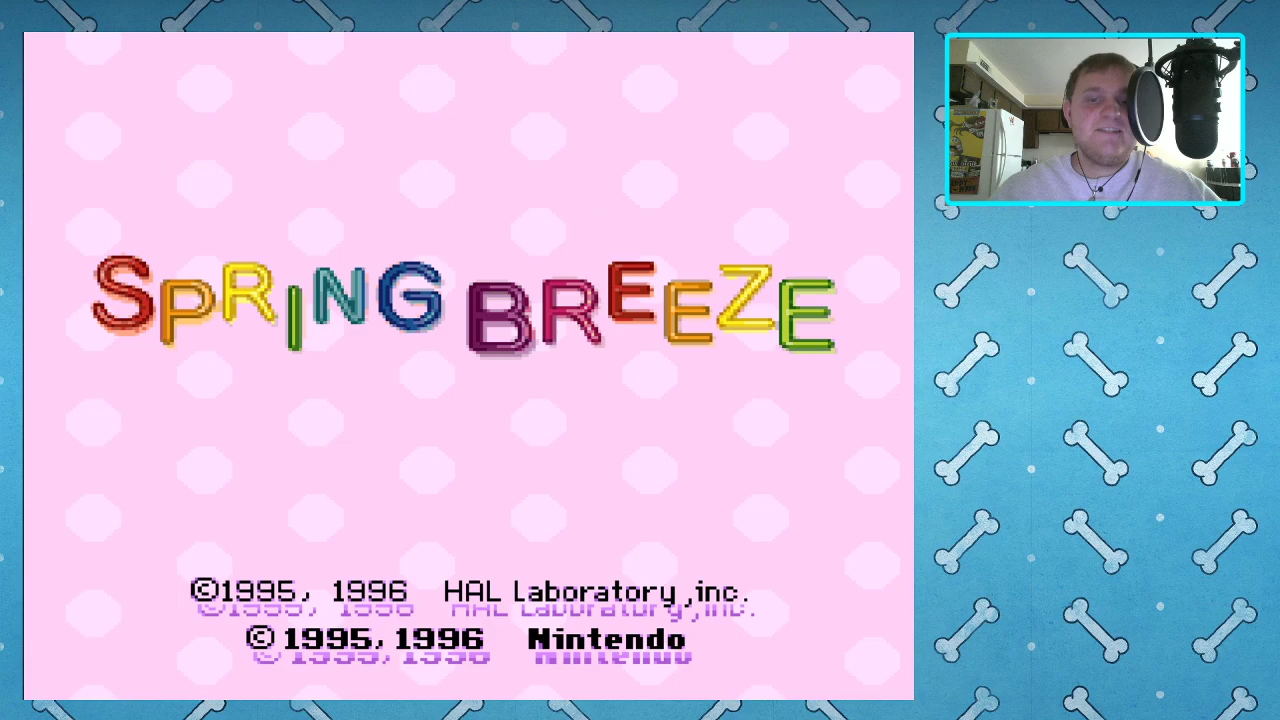 SPRING BREEZE
©1995, 1996 HAL Laboratory ,inc.
©1995, 1996 Nintendo